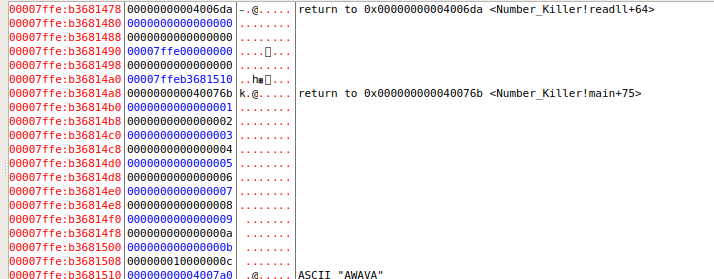 00007ffe:b3681478 00000000004006da -.@..... return to 0x00000000004006da <Number_Killer!readll+64>
00007ffe:b3681480 0000000000000000 ........
00007ffe:b3681488 0000000000000000 ........
00007ffe:b3681490 00007ffe00000000 .... ..
00007ffe:b3681498 0000000000000000 ........
00007ffe:b36814a0 00007ffeb3681510 ..h ..
00007ffe:b36814a8 000000000040076b k.@..... return to 0x000000000040076b <Number_Killer!main+75>
00007ffe:b36814b0 0000000000000001 ........
00007ffe:b36814b8 0000000000000002 ........
00007ffe:b36814c0 0000000000000003 ........
00007ffe:b36814c8 0000000000000004 ........
00007ffe:b36814d0 0000000000000005 ........
00007ffe:b36814d8 0000000000000006 ........
00007ffe:b36814e0 0000000000000007 ........
00007ffe:b36814e8 0000000000000008 ........
00007ffe:b36814f0 0000000000000009 .......
00007ffe:b36814f8 000000000000000a .......
00007ffe:b3681500 000000000000000b .......
00007ffe:b3681508 000000010000000c .......
00007ffe:b3681510 00000000004007a0 .@..... ASCII "AWAVA"